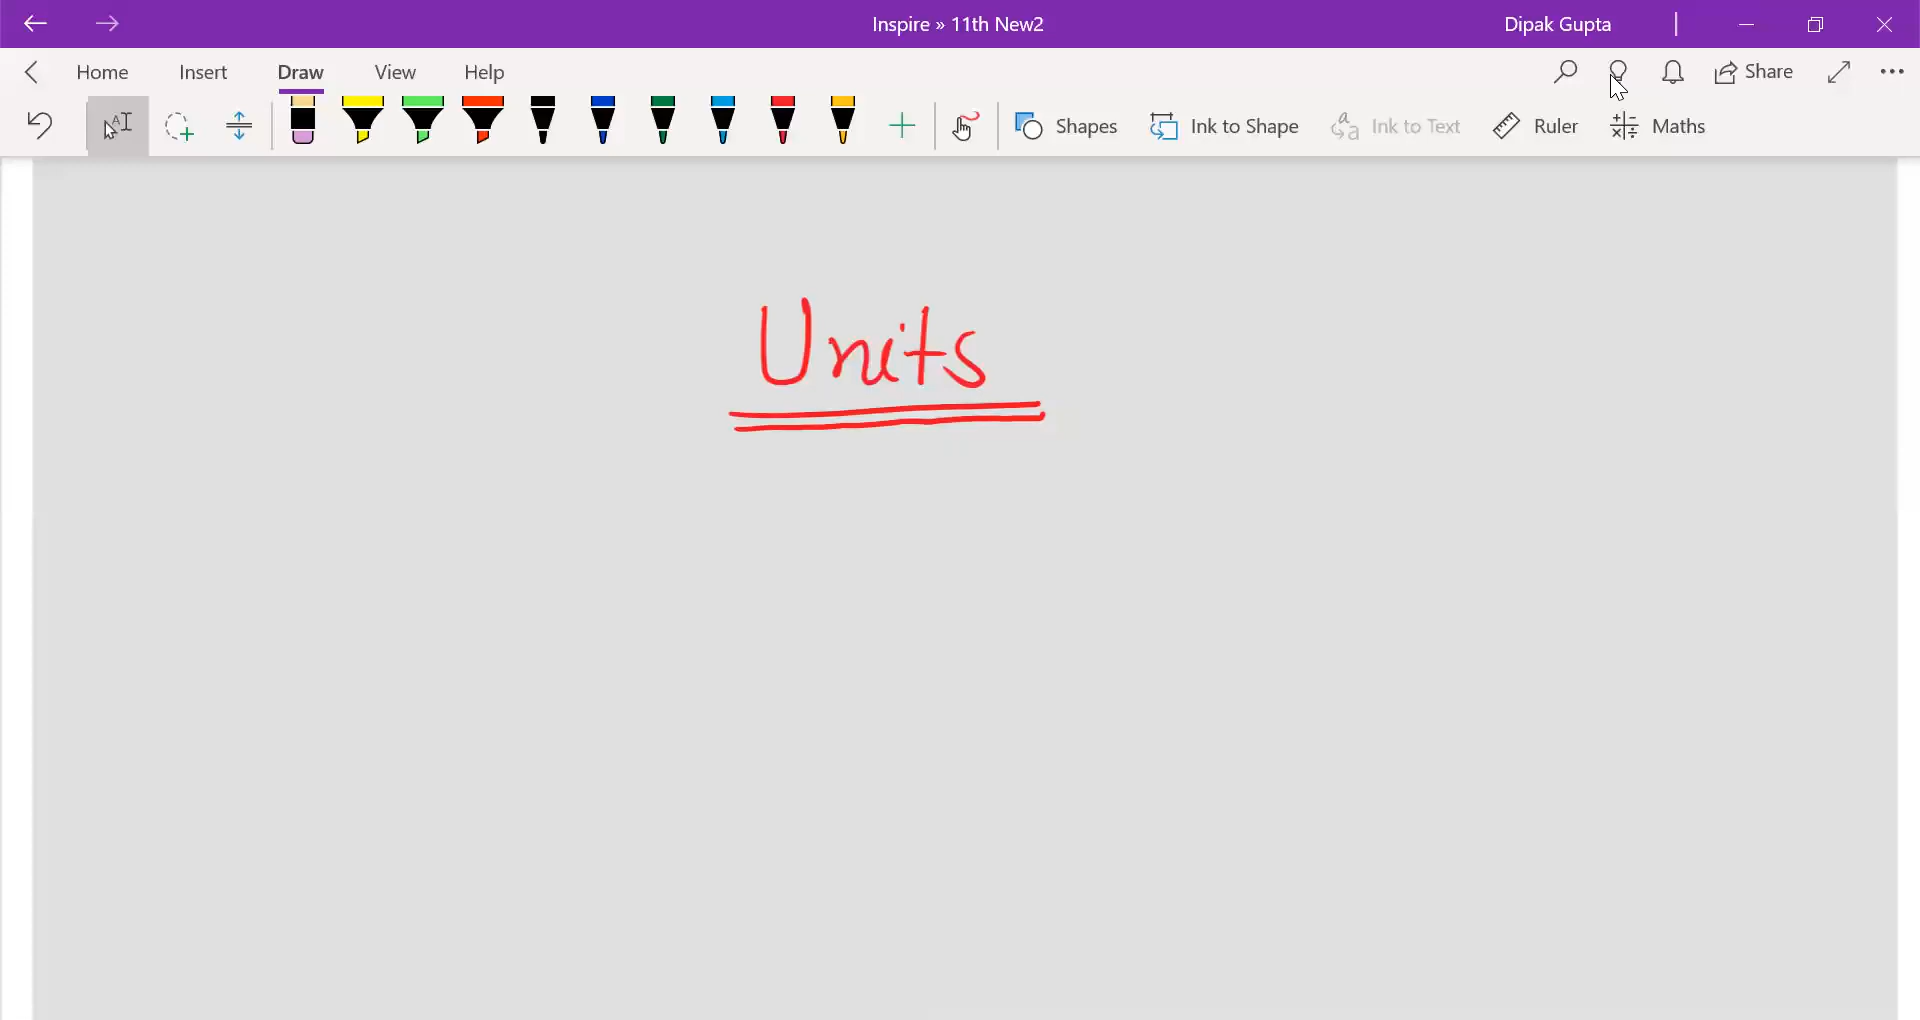 Inspire » 11th New2 Dipak Gupta
Home Insert Draw View Help Share
Shapes Ink to Shape Ink to Text Ruler Maths
Units